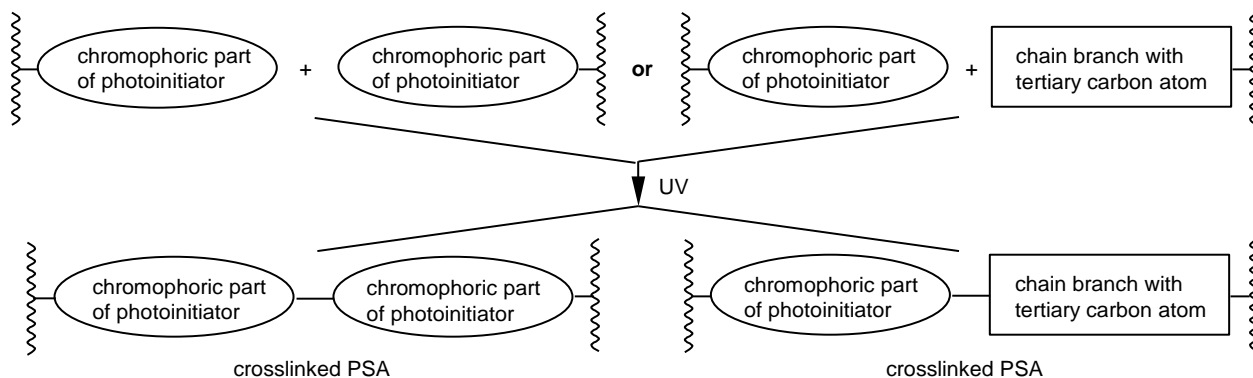 chromophoric part
of photoinitiator
+
chromophoric part
of photoinitiator
or
chromophoric part
of photoinitiator
+
chain branch with
tertiary carbon atom
UV
chromophoric part
of photoinitiator
chromophoric part
of photoinitiator
chromophoric part
of photoinitiator
chain branch with
tertiary carbon atom
crosslinked PSA
crosslinked PSA